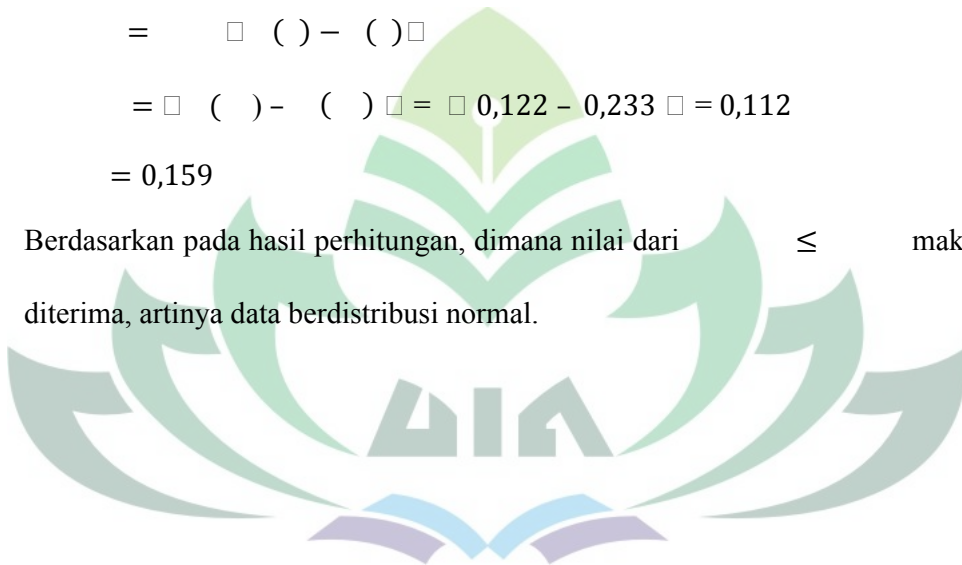 = □ ( ) – ( )□
= □ ( ) – ( ) □ = □ 0,122 – 0,233 □ = 0,112
= 0,159
Berdasarkan pada hasil perhitungan, dimana nilai dari ≤ mak
diterima, artinya data berdistribusi normal.
UIN